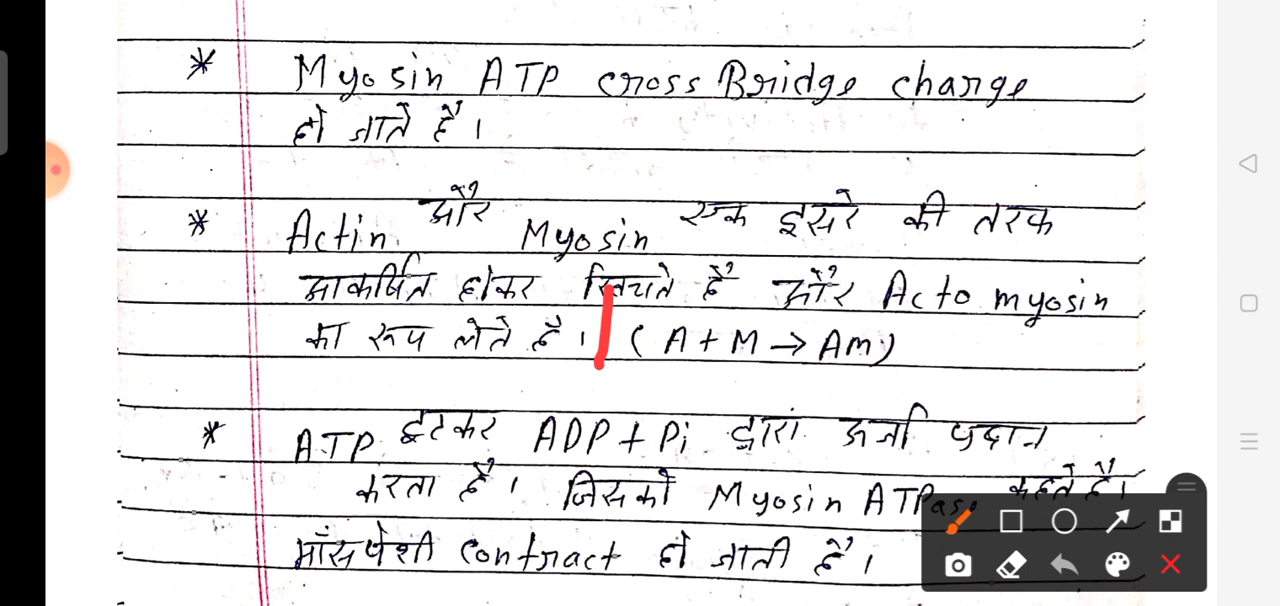 * Myosin ATP cross Bridge charge
हो जाते हैं।
* Actin और Myosin एक दुसरे की तरफ
आकर्षित होकर खिचते हैं और Acto myosin
का रूप लेते है। (A + M → Am)
* ATP टुटकर ADP + Pi द्वारा ऊर्जा प्रदान
करता हैं। जिसको Myosin ATPase कहते हैं।
माँसपेशी contract हो जाती हैं।